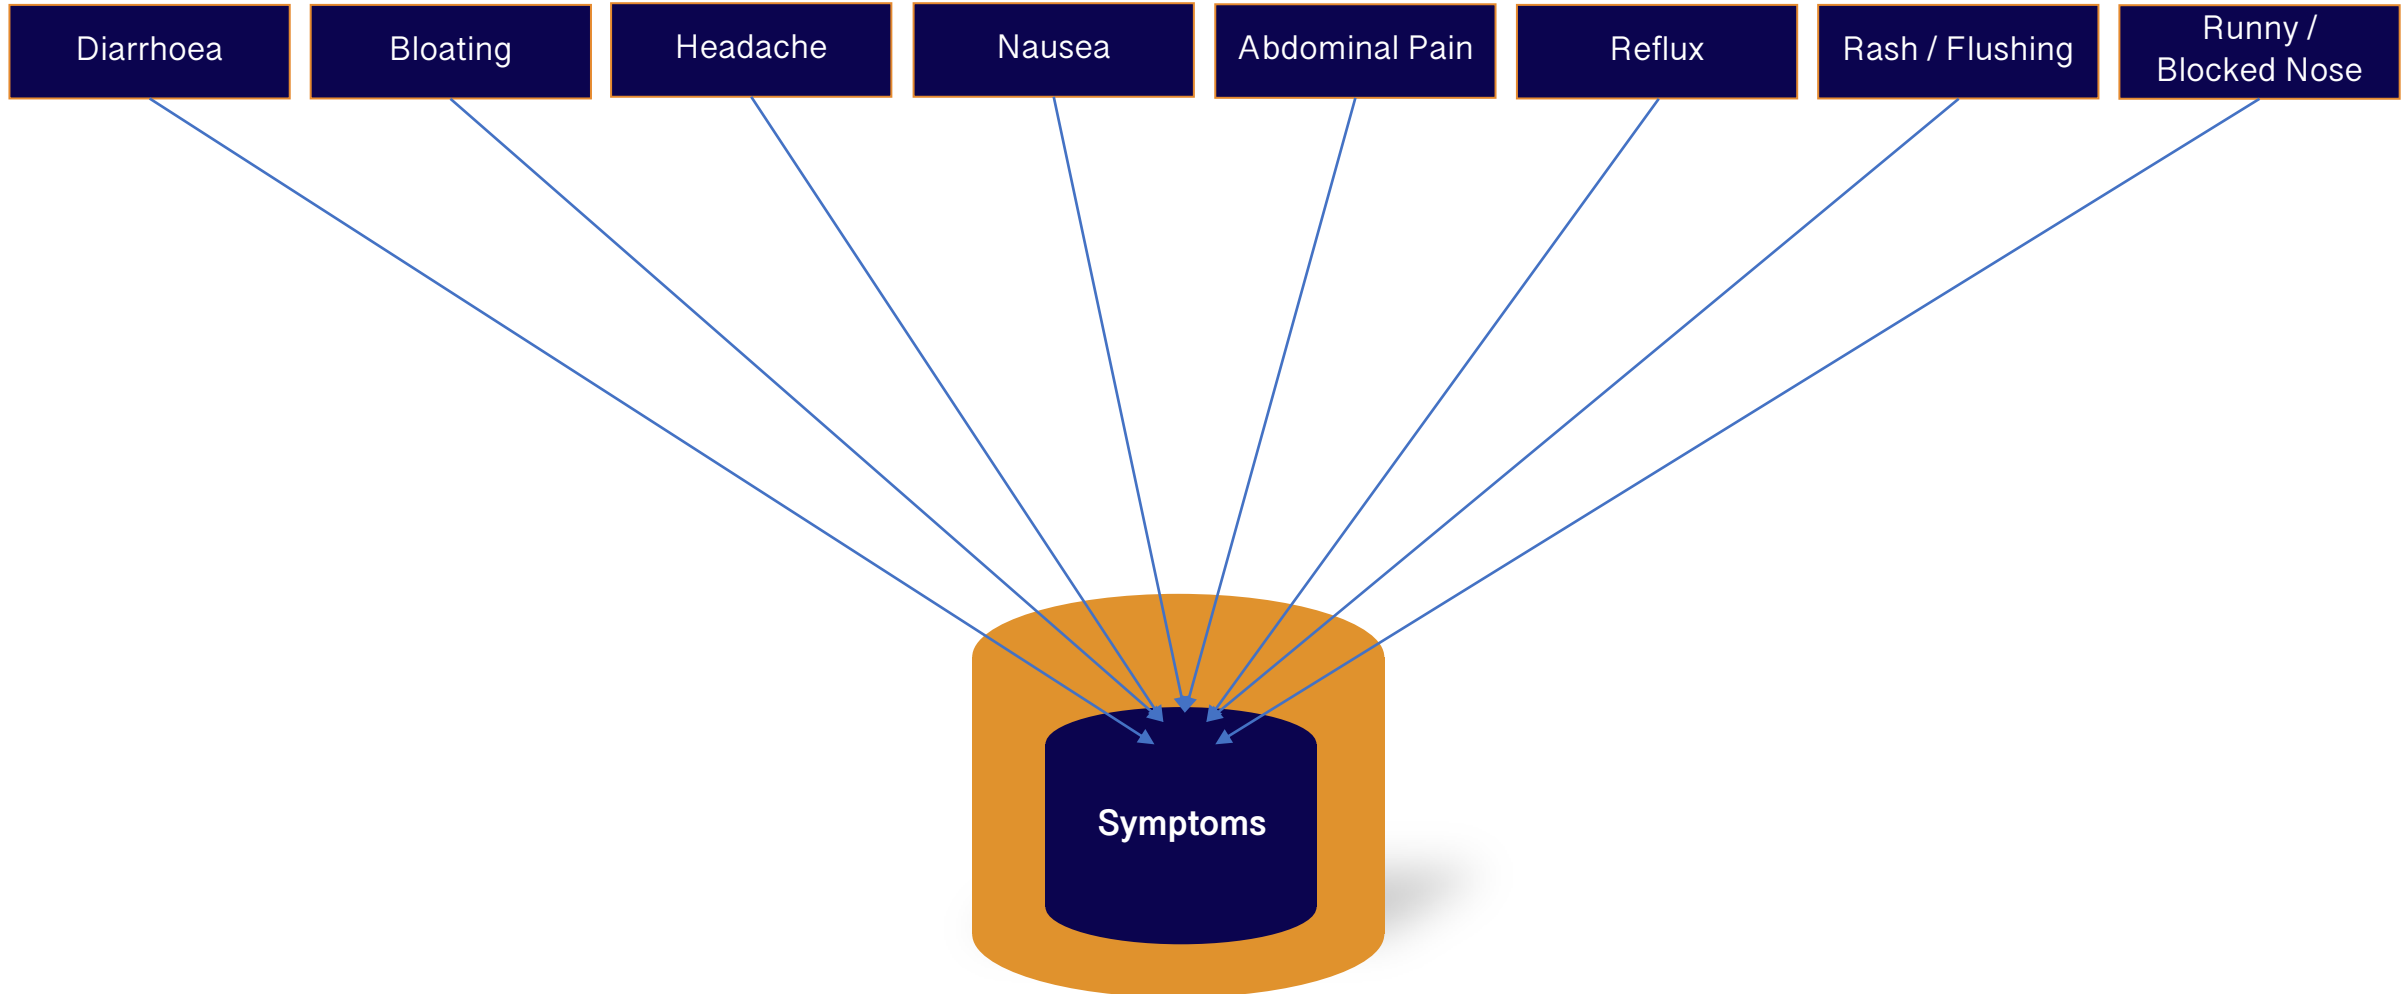 Diarrhoea
Bloating
Headache
Nausea
Abdominal Pain
Reflux
Rash / Flushing
Runny /
Blocked Nose
Symptoms